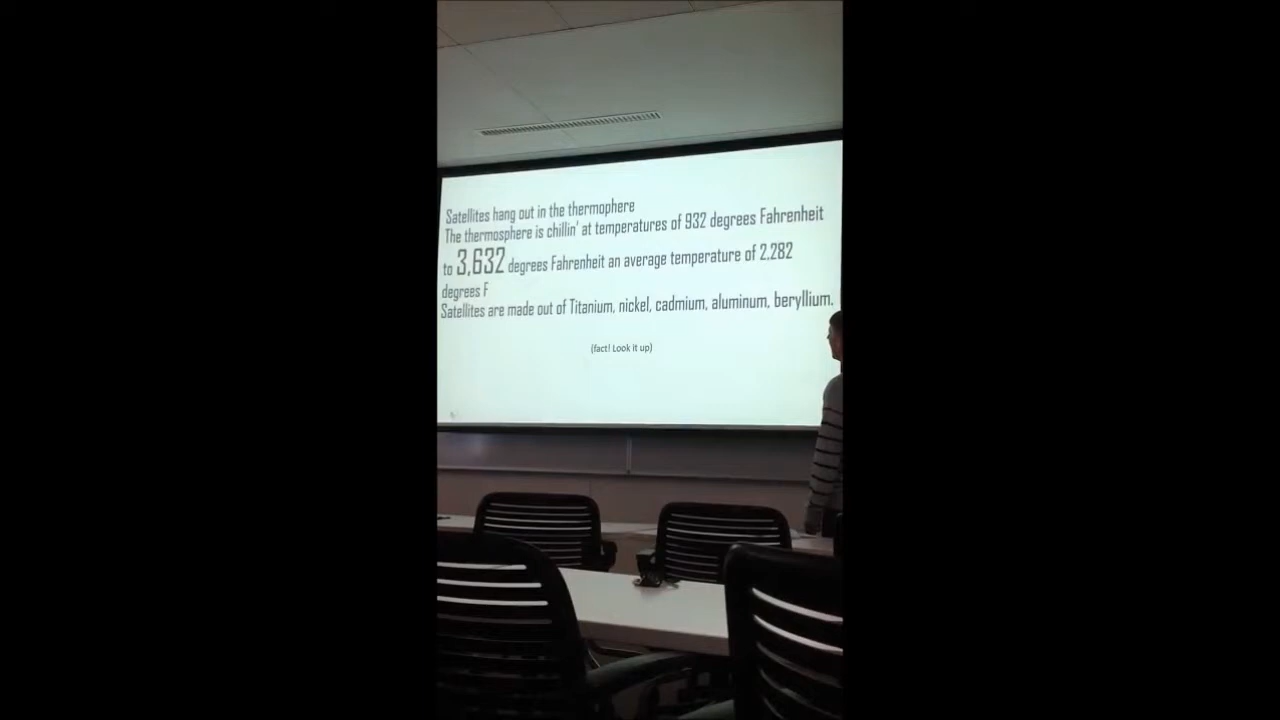 Satellites hang out in the thermophere
The thermosphere is chillin' at temperatures of 932 degrees Fahrenheit
to 3,632 degrees Fahrenheit an average temperature of 2,282
degrees F
Satellites are made out of Titanium, nickel, cadmium, aluminum, beryllium.
(fact! Look it up)